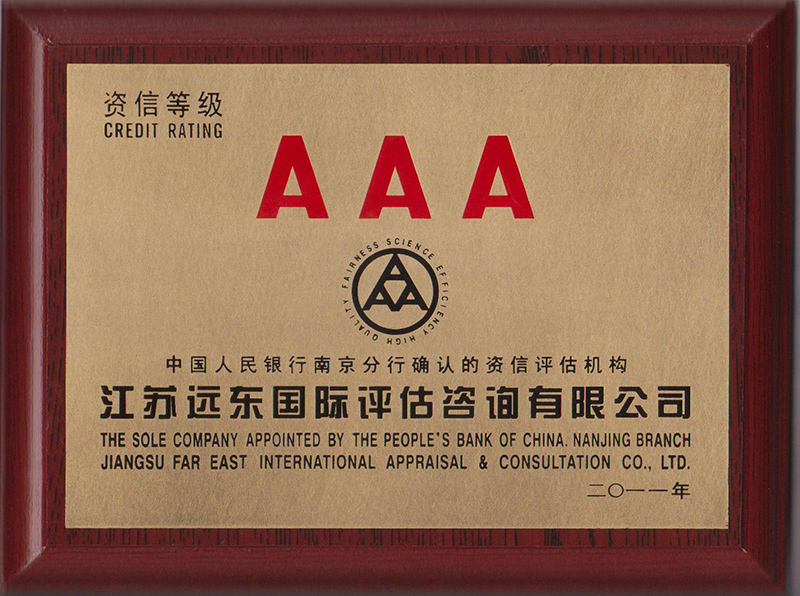 资信等级
CREDIT RATING
A A A
FAIRNESS SCIENCE EFFICIENCY HIGH QUALITY
AAA
中国人民银行南京分行确认的资信评估机构
江苏远东国际评估咨询有限公司
THE SOLE COMPANY APPOINTED BY THE PEOPLE'S BANK OF CHINA. NANJING BRANCH
JIANGSU FAR EAST INTERNATIONAL APPRAISAL & CONSULTATION CO., LTD.
二〇一一年